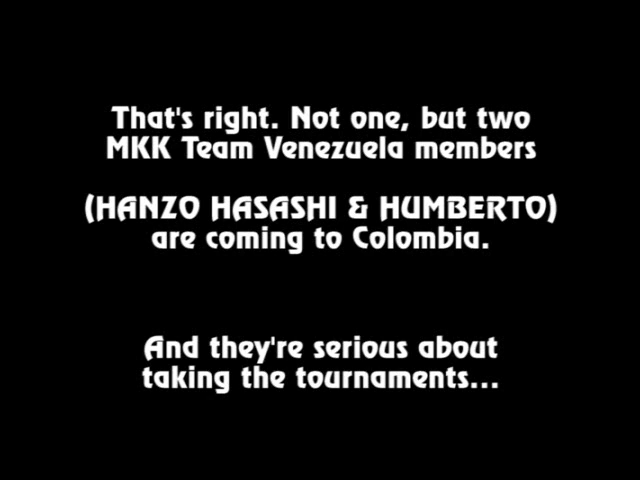 That's right. Not one, but two
MKK Team Venezuela members
(HANZO HASASHI & HUMBERTO)
are coming to Colombia.
And they're serious about
taking the tournaments...